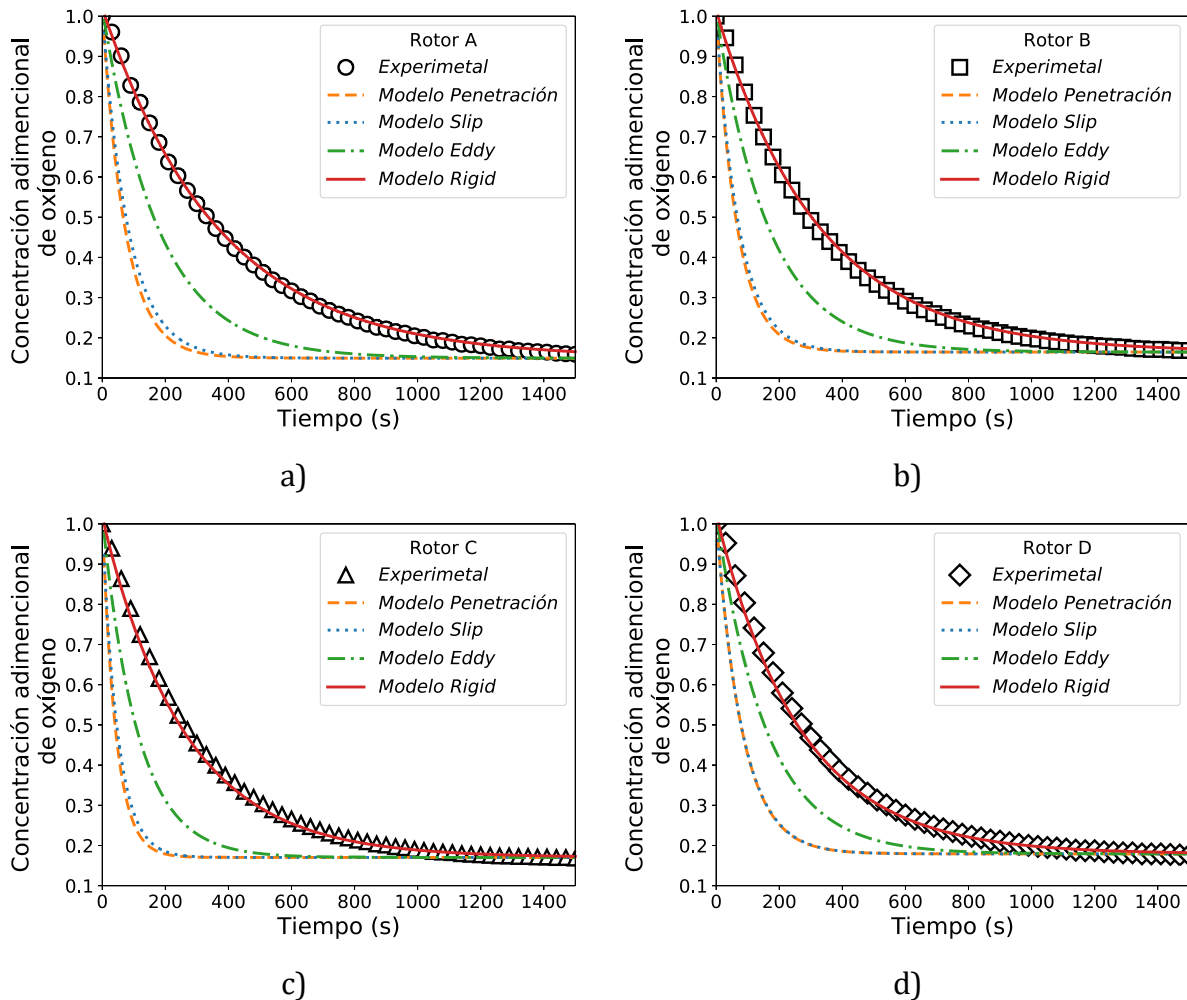 Concentración adimencional
de oxígeno
1.0
0.9
0.8
0.7
0.6
0.5
0.4
0.3
0.2
0.1
Rotor A
Experimetal
Modelo Penetración
Modelo Slip
Modelo Eddy
Modelo Rigid
0 200 400 600 800 1000 1200 1400
Tiempo (s)
a)
Concentración adimencional
de oxígeno
1.0
0.9
0.8
0.7
0.6
0.5
0.4
0.3
0.2
0.1
Rotor B
Experimetal
Modelo Penetración
Modelo Slip
Modelo Eddy
Modelo Rigid
0 200 400 600 800 1000 1200 1400
Tiempo (s)
b)
Concentración adimencional
de oxígeno
1.0
0.9
0.8
0.7
0.6
0.5
0.4
0.3
0.2
0.1
Rotor C
Experimetal
Modelo Penetración
Modelo Slip
Modelo Eddy
Modelo Rigid
0 200 400 600 800 1000 1200 1400
Tiempo (s)
c)
Concentración adimencional
de oxígeno
1.0
0.9
0.8
0.7
0.6
0.5
0.4
0.3
0.2
0.1
Rotor D
Experimetal
Modelo Penetración
Modelo Slip
Modelo Eddy
Modelo Rigid
0 200 400 600 800 1000 1200 1400
Tiempo (s)
d)